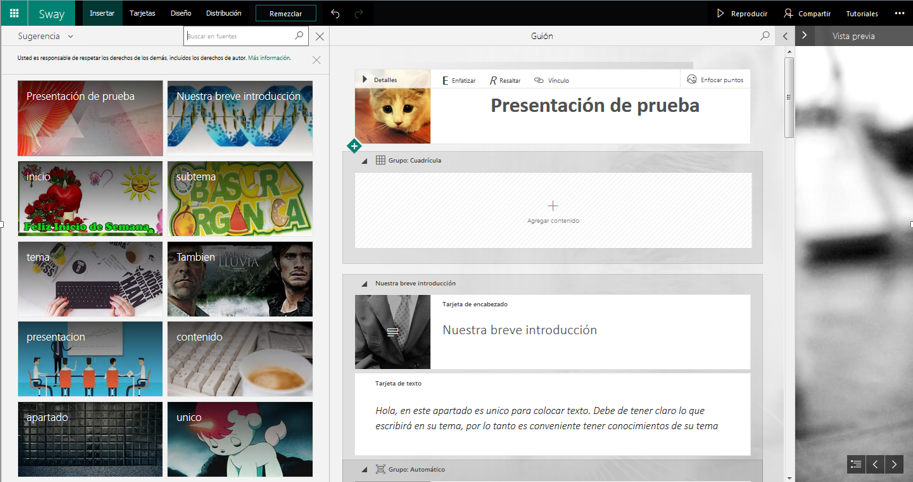 Sway Insertar Tarjetas Diseño Distribución Remezclar Reproducir Compartir Tutoriales
Sugerencia Buscar en fuentes
Usted es responsable de respetar los derechos de los demás, incluidos los derechos de autor. Más información.
Presentación de prueba
Nuestra breve introducción
inicio
Feliz Inicio de Semana
subtema
BASURA
ORGANICA
tema
Tambien
LLUVIA
presentacion
contenido
apartado
unico
Guión
Detalles
E Enfatizar R Resaltar Vínculo Enfocar puntos
Presentación de prueba
Grupo: Cuadrícula
Agregar contenido
Nuestra breve introducción
Tarjeta de encabezado
Nuestra breve introducción
Tarjeta de texto
Hola, en este apartado es unico para colocar texto. Debe de tener claro lo que
escribirá en su tema, por lo tanto es conveniente tener conocimientos de su tema
Grupo: Automático
Vista previa